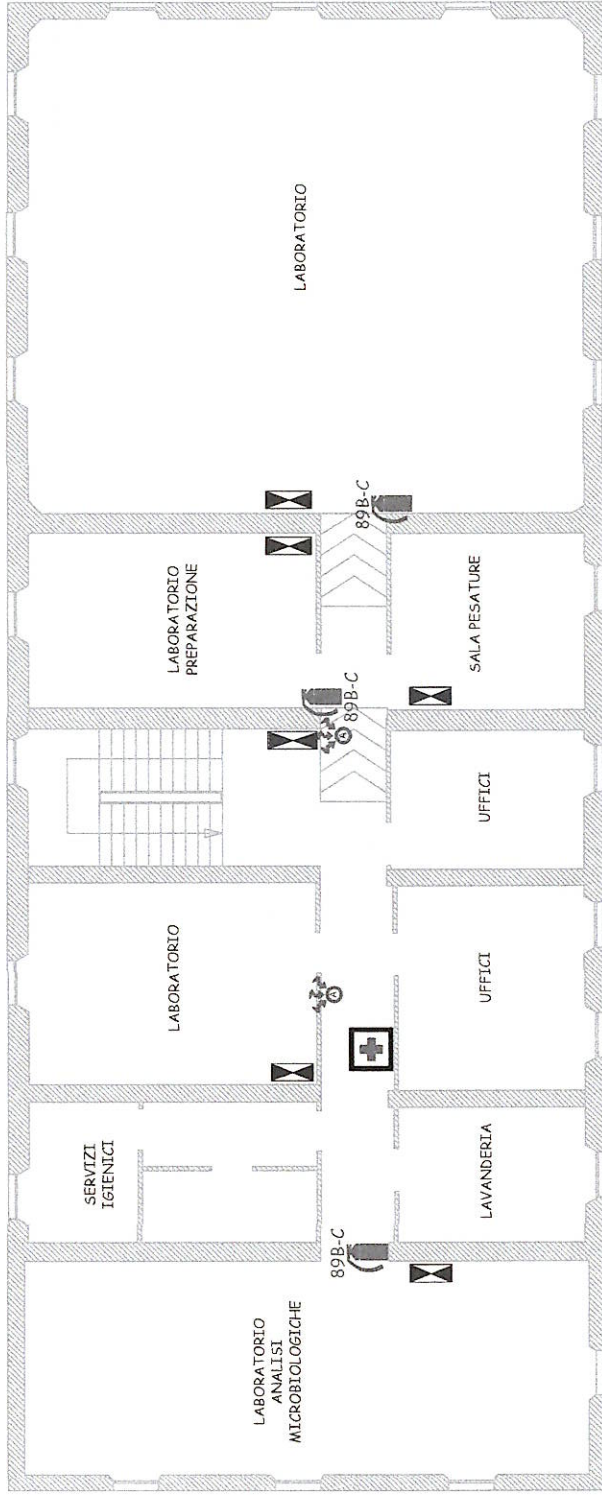 LABORATORIO
ANALISI
MICROBIOLOGICHE
89B-C
SERVIZI
IGIENICI
LAVANDERIA
LABORATORIO
A
UFFICI
A
89B-C
UFFICI
LABORATORIO
PREPARAZIONE
SALA PESATURE
89B-C
LABORATORIO